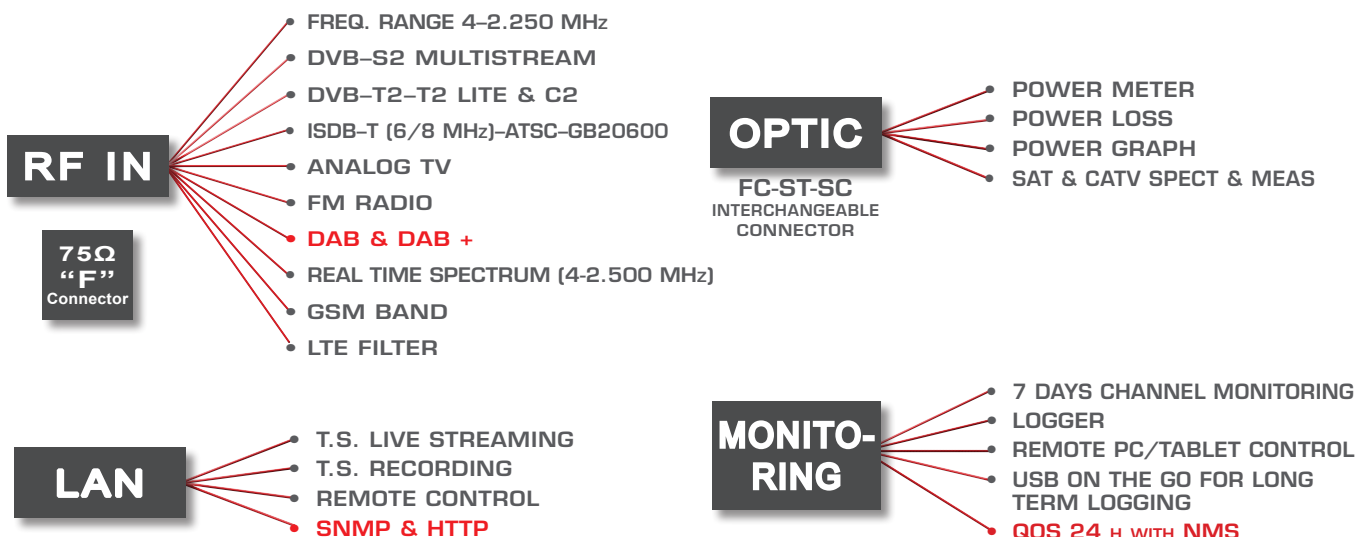 RF IN
75Ω
“F”
Connector
FREQ. RANGE 4–2.250 MHz
DVB–S2 MULTISTREAM
DVB–T2–T2 LITE & C2
ISDB–T (6/8 MHz)–ATSC–GB20600
ANALOG TV
FM RADIO
DAB & DAB +
REAL TIME SPECTRUM (4-2.500 MHz)
GSM BAND
LTE FILTER
OPTIC
FC-ST-SC
INTERCHANGEABLE
CONNECTOR
POWER METER
POWER LOSS
POWER GRAPH
SAT & CATV SPECT & MEAS
LAN
T.S. LIVE STREAMING
T.S. RECORDING
REMOTE CONTROL
SNMP & HTTP
MONITO-
RING
7 DAYS CHANNEL MONITORING
LOGGER
REMOTE PC/TABLET CONTROL
USB ON THE GO FOR LONG
TERM LOGGING
QOS 24 H WITH NMS